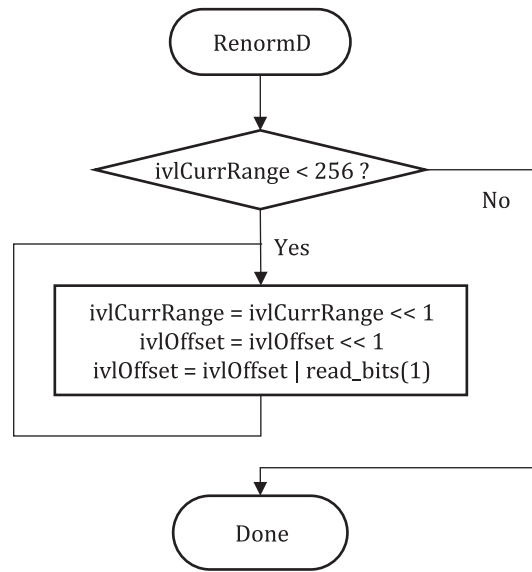 RenormD
ivlCurrRange < 256 ?
No
Yes
ivlCurrRange = ivlCurrRange << 1
ivlOffset = ivlOffset << 1
ivlOffset = ivlOffset | read_bits(1)
Done